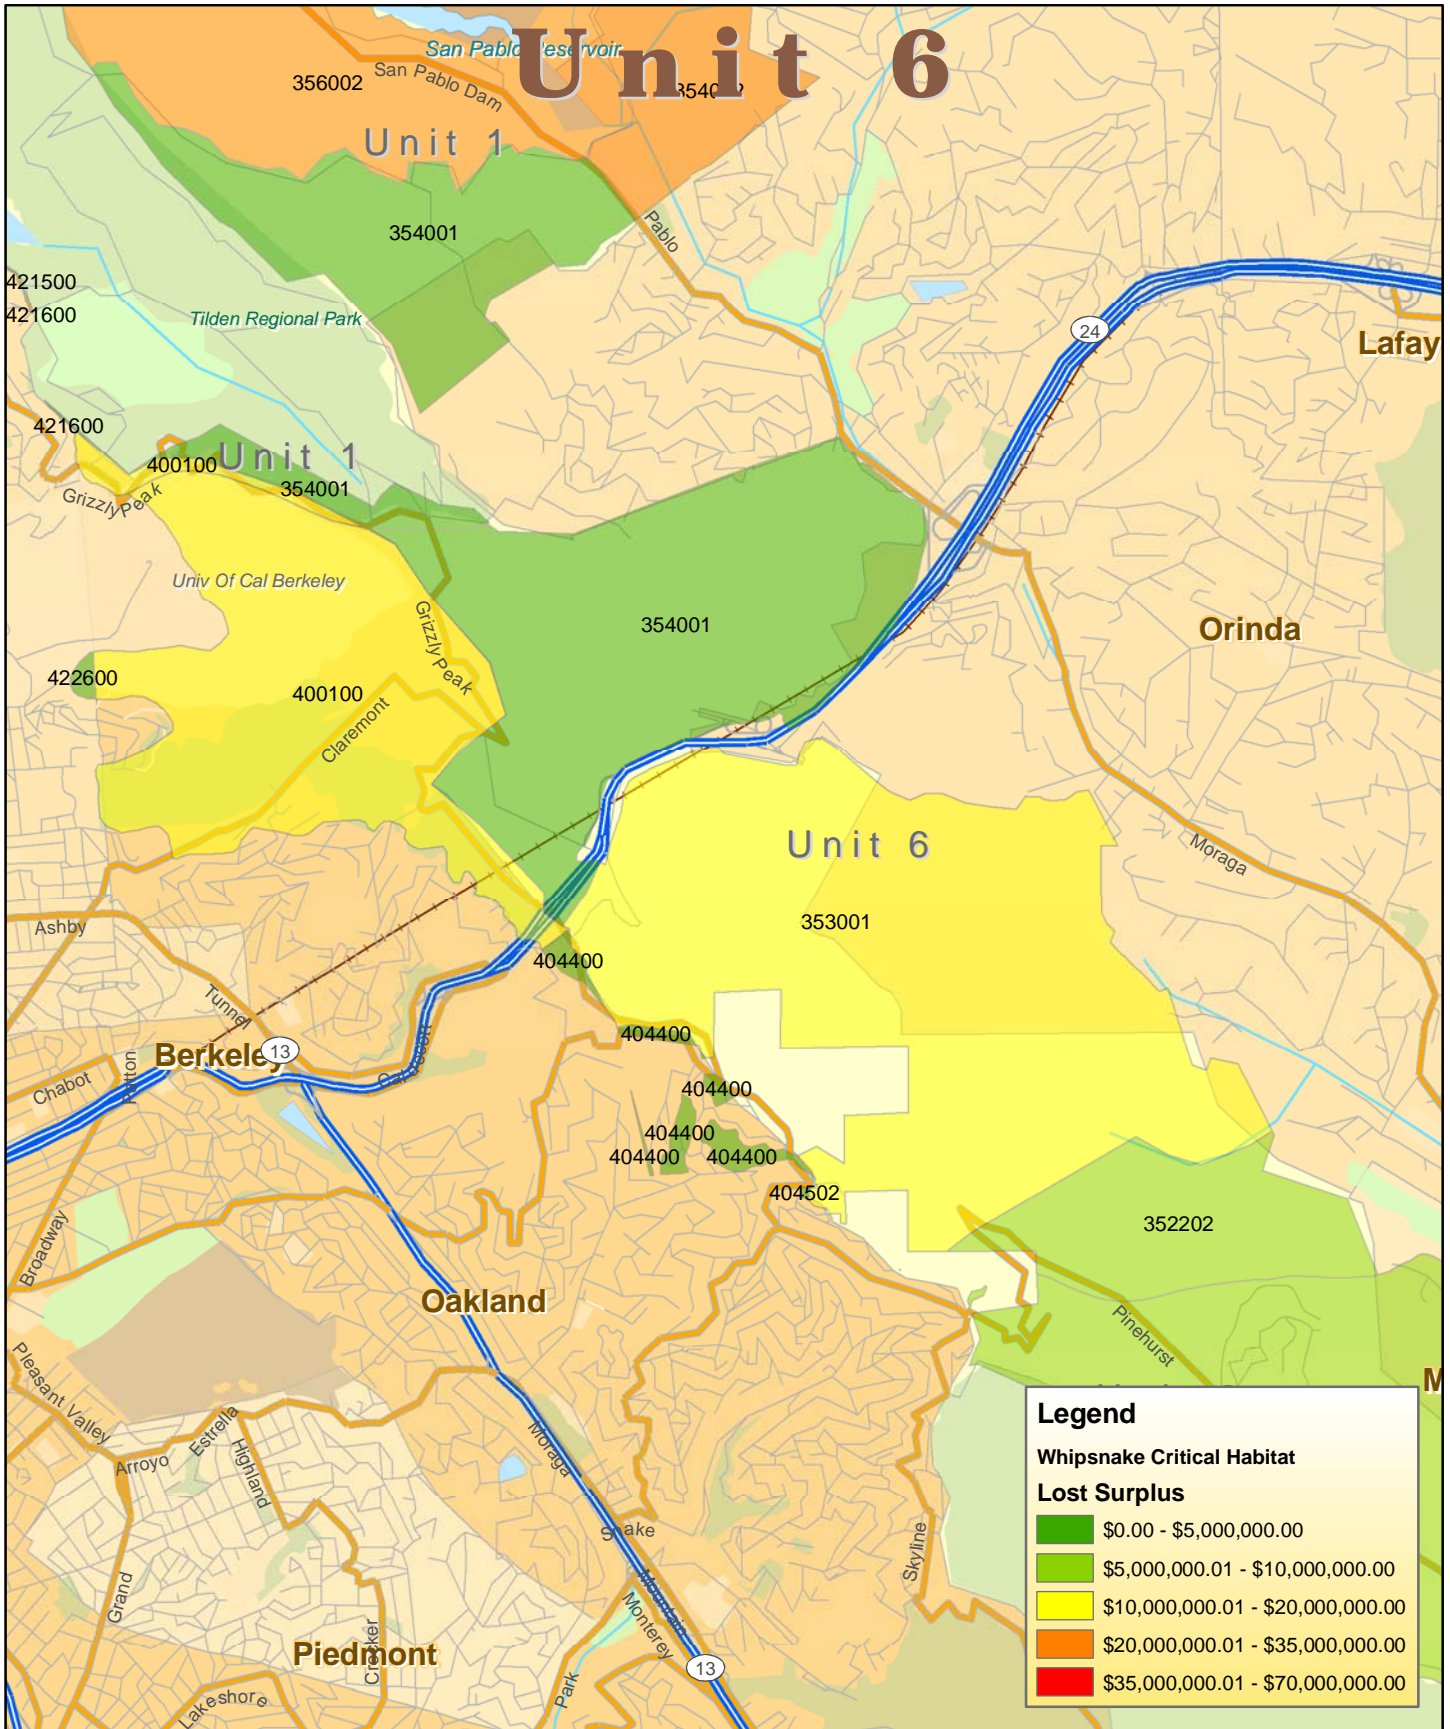 Unit 6
San Pablo Reservoir
356002
San Pablo Dam
354002
Unit 1
354001
Pablo
421500
421600
Tilden Regional Park
24
Lafay
421600
400100
Unit 1
354001
Grizzly Peak
Univ Of Cal Berkeley
Grizzly Peak
354001
Orinda
422600
400100
Claremont
Unit 6
Moraga
353001
Ashby
404400
Tunnel
404400
Berkeley
13
Chabot
Patton
Caldecott
404400
404400
404400
404400
404502
352202
Broadway
Oakland
Pinehurst
Pleasant Valley
M
Estrella
Highland
Arroyo
Moraga
Snake
Skyline
Grand
Mountain
Monterey
Crocker
Piedmont
Park
13
Lakeshore
Legend
Whipsnake Critical Habitat
Lost Surplus
$0.00 - $5,000,000.00
$5,000,000.01 - $10,000,000.00
$10,000,000.01 - $20,000,000.00
$20,000,000.01 - $35,000,000.00
$35,000,000.01 - $70,000,000.00